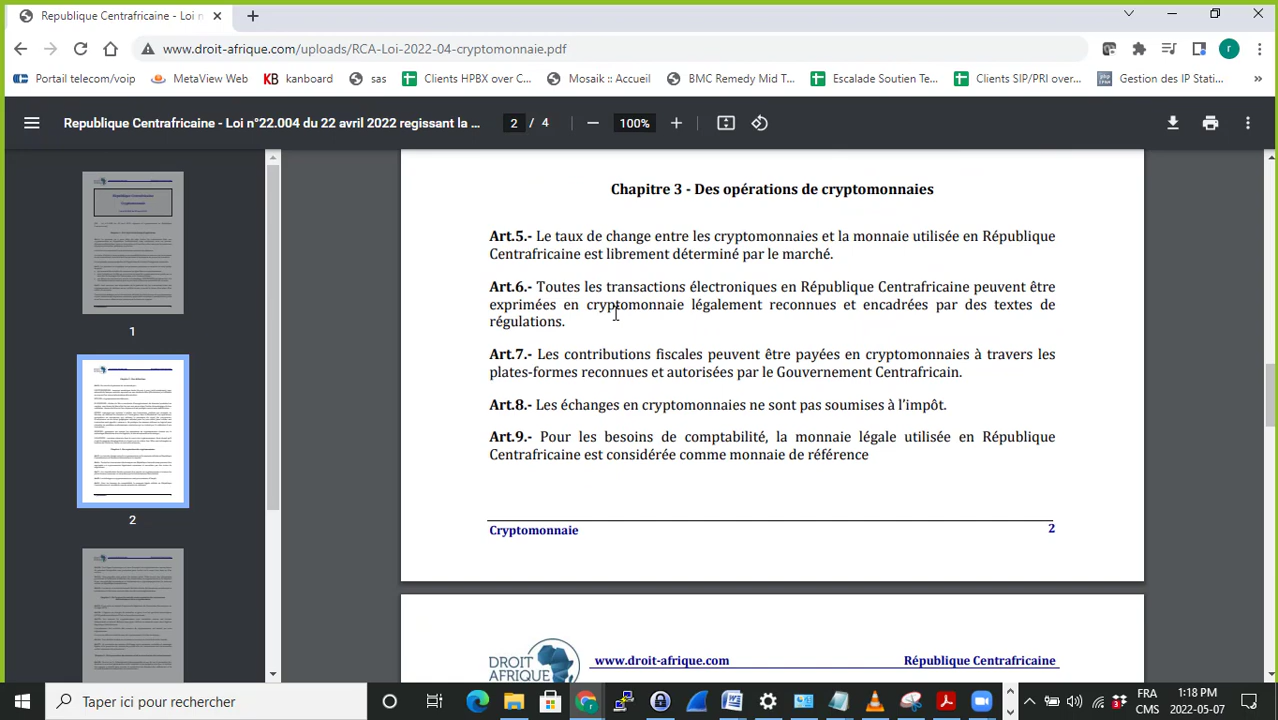 Republique Centrafricaine - Loi n
www.droit-afrique.com/uploads/RCA-Loi-2022-04-cryptomonnaie.pdf
r
Portail telecom/voip
MetaView Web
KB kanboard
sas
Clients HPBX over C...
Mosaik :: Accueil
BMC Remedy Mid T...
Escalade Soutien Te...
Clients SIP/PRI over...
Gestion des IP Stati...
»
Republique Centrafricaine - Loi n°22.004 du 22 avril 2022 regissant la ...
2 / 4
100%
1
2
Chapitre 3 - Des opérations de cryptomonnaies
Art.5.- Le taux de change entre les cryptomonnaies et la monnaie utilisée en République
Centrafricaine est librement déterminé par le marché.
Art.6.- Toutes les transactions électroniques en République Centrafricaine peuvent être
exprimées en cryptomonnaie légalement reconnues et encadrées par des textes de
régulations.
Art.7.- Les contributions fiscales peuvent être payées en cryptomonnaies à travers les
plates-formes reconnues et autorisées par le Gouvernement Centrafricain.
Art.8.- Les échanges en cryptomonnaies ne sont pas soumises à l'impôt.
Art.9.- Pour les besoins de comptabilité, la monnaie légale utilisée en République
Centrafricaine est considérée comme monnaie de référence
Cryptomonnaie 2
DROIT
AFRIQUE
www.droit-afrique.com République Centrafricaine
Taper ici pour rechercher
FRA
CMS
1:18 PM
2022-05-07